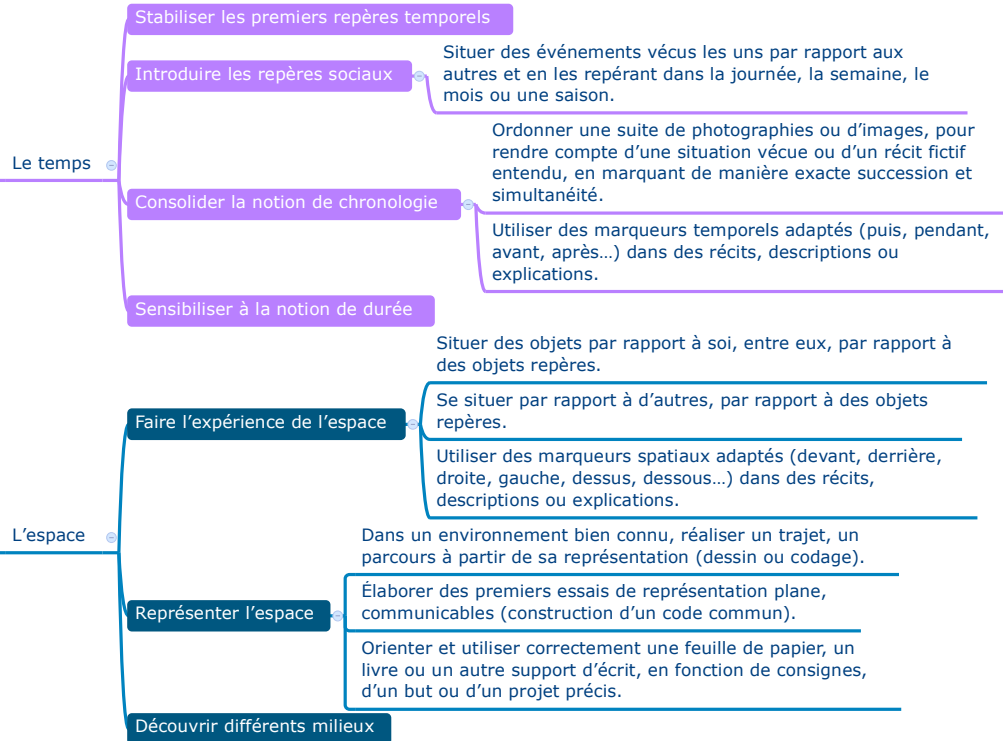 Le temps
Stabiliser les premiers repères temporels
Introduire les repères sociaux
Situer des événements vécus les uns par rapport aux
autres et en les repérant dans la journée, la semaine, le
mois ou une saison.
Consolider la notion de chronologie
Ordonner une suite de photographies ou d’images, pour
rendre compte d’une situation vécue ou d’un récit fictif
entendu, en marquant de manière exacte succession et
simultanéité.
Utiliser des marqueurs temporels adaptés (puis, pendant,
avant, après…) dans des récits, descriptions ou
explications.
Sensibiliser à la notion de durée
L’espace
Faire l’expérience de l’espace
Situer des objets par rapport à soi, entre eux, par rapport à
des objets repères.
Se situer par rapport à d’autres, par rapport à des objets
repères.
Utiliser des marqueurs spatiaux adaptés (devant, derrière,
droite, gauche, dessus, dessous…) dans des récits,
descriptions ou explications.
Représenter l’espace
Dans un environnement bien connu, réaliser un trajet, un
parcours à partir de sa représentation (dessin ou codage).
Élaborer des premiers essais de représentation plane,
communicables (construction d’un code commun).
Orienter et utiliser correctement une feuille de papier, un
livre ou un autre support d’écrit, en fonction de consignes,
d’un but ou d’un projet précis.
Découvrir différents milieux